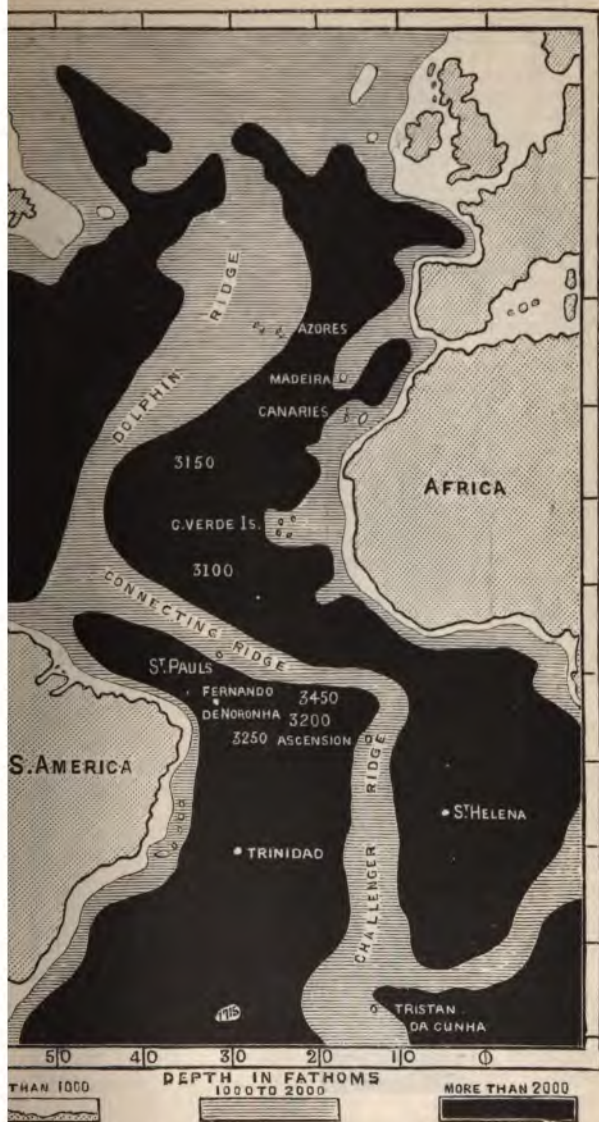 RIDGE
DOLPHIN
AZORES
MADEIRA
CANARIES
3150
AFRICA
C.VERDE IS.
3100
CONNECTING RIDGE
ST. PAULS
FERNANDO
DE NORONHA
3450
3200
3250 ASCENSION
S. AMERICA
RIDGE
CHALLENGER
ST HELENA
TRINIDAD
1715
TRISTAN
DA CUNHA
50 40 30 20 10 0
DEPTH IN FATHOMS
THAN 1000 1000 TO 2000 MORE THAN 2000